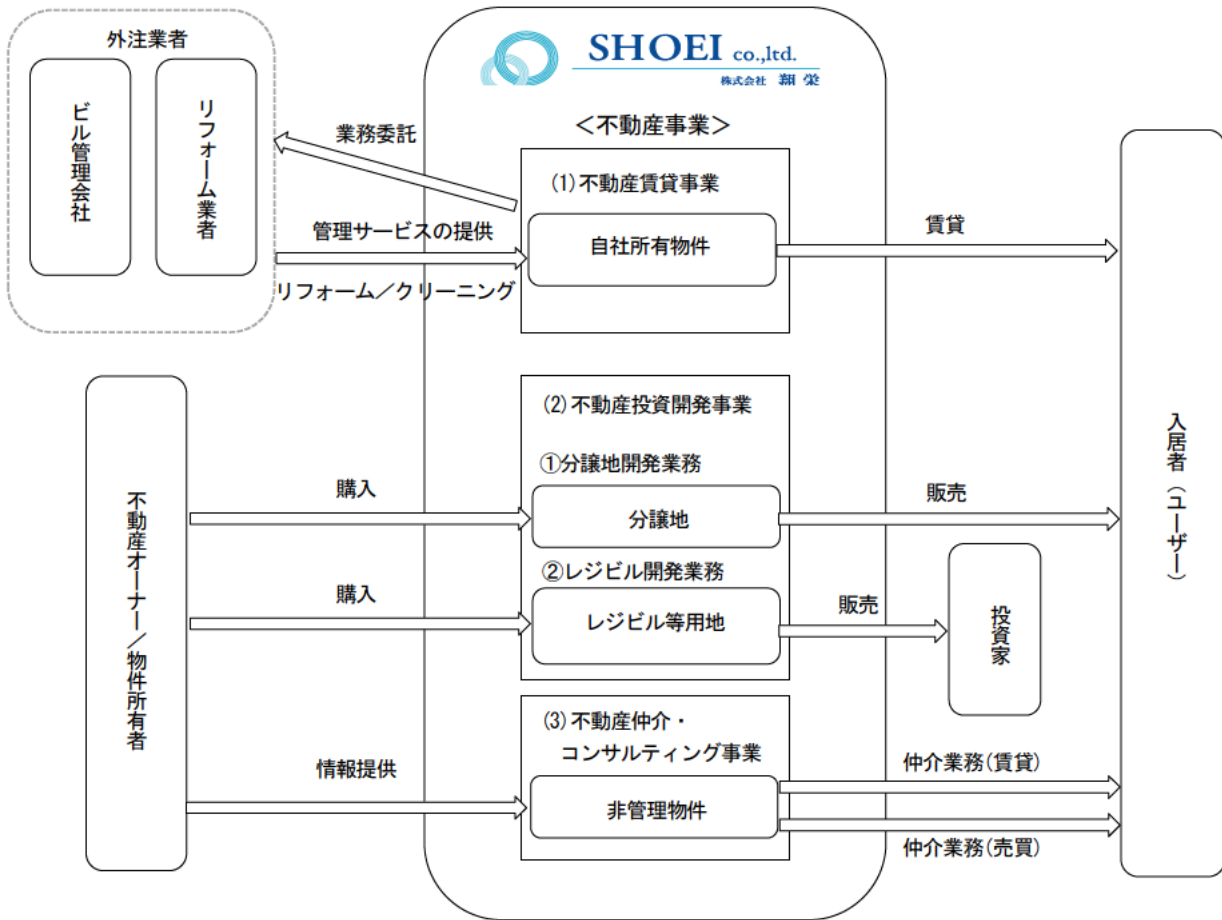 外注業者
ビル管理会社
リフォーム業者
SHOEI co.,ltd.
株式会社 翔栄
<不動産事業>
業務委託
(1)不動産賃貸事業
管理サービスの提供
自社所有物件
賃貸
リフォーム/クリーニング
(2)不動産投資開発事業
①分譲地開発業務
購入
分譲地
販売
②レジビル開発業務
購入
レジビル等用地
販売
投資家
不動産オーナー/物件所有者
入居者(ユーザー)
(3)不動産仲介・
コンサルティング事業
情報提供
非管理物件
仲介業務(賃貸)
仲介業務(売買)